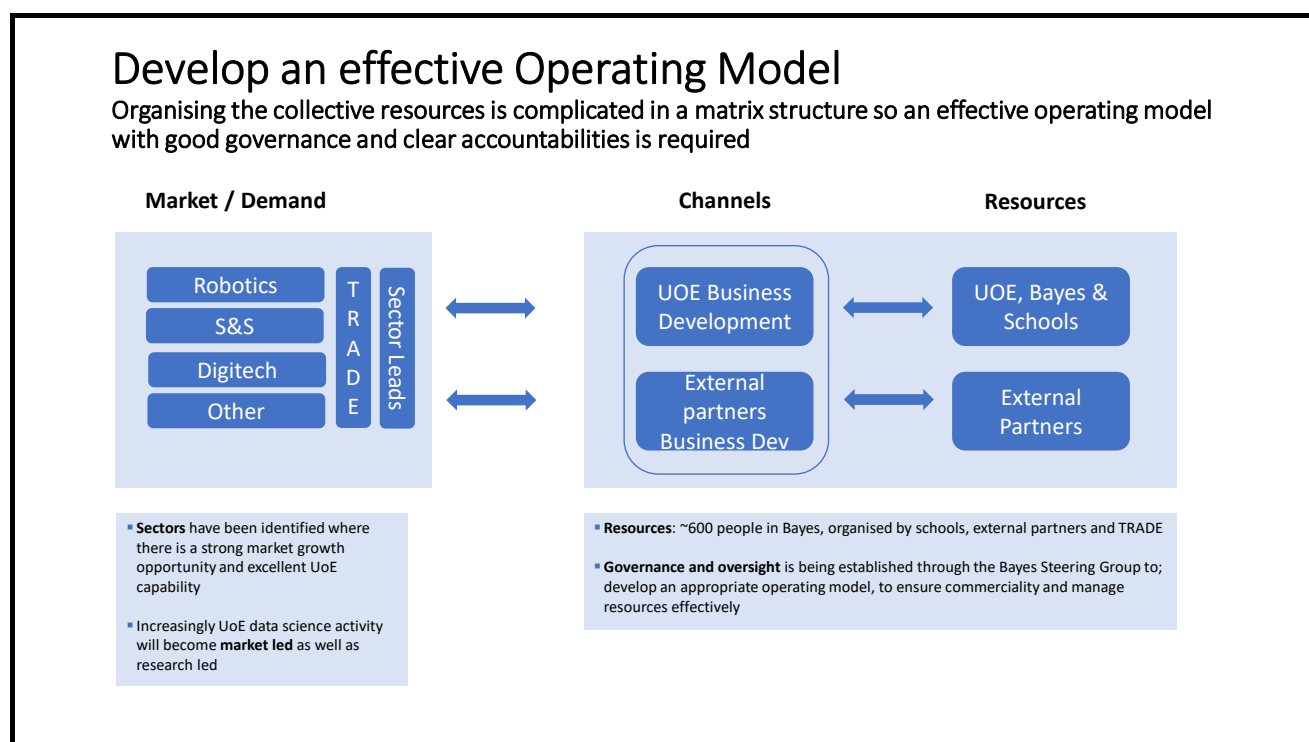 Develop an effective Operating Model
Organising the collective resources is complicated in a matrix structure so an effective operating model
with good governance and clear accountabilities is required
Market / Demand
Channels
Resources
Robotics
S&S
Digitech
Other
TRADE
Sector Leads
UOE Business
Development
External
partners
Business Dev
UOE, Bayes &
Schools
External
Partners
▪ Sectors have been identified where
there is a strong market growth
opportunity and excellent UoE
capability
▪ Increasingly UoE data science activity
will become market led as well as
research led
▪ Resources: ~600 people in Bayes, organised by schools, external partners and TRADE
▪ Governance and oversight is being established through the Bayes Steering Group to;
develop an appropriate operating model, to ensure commerciality and manage
resources effectively